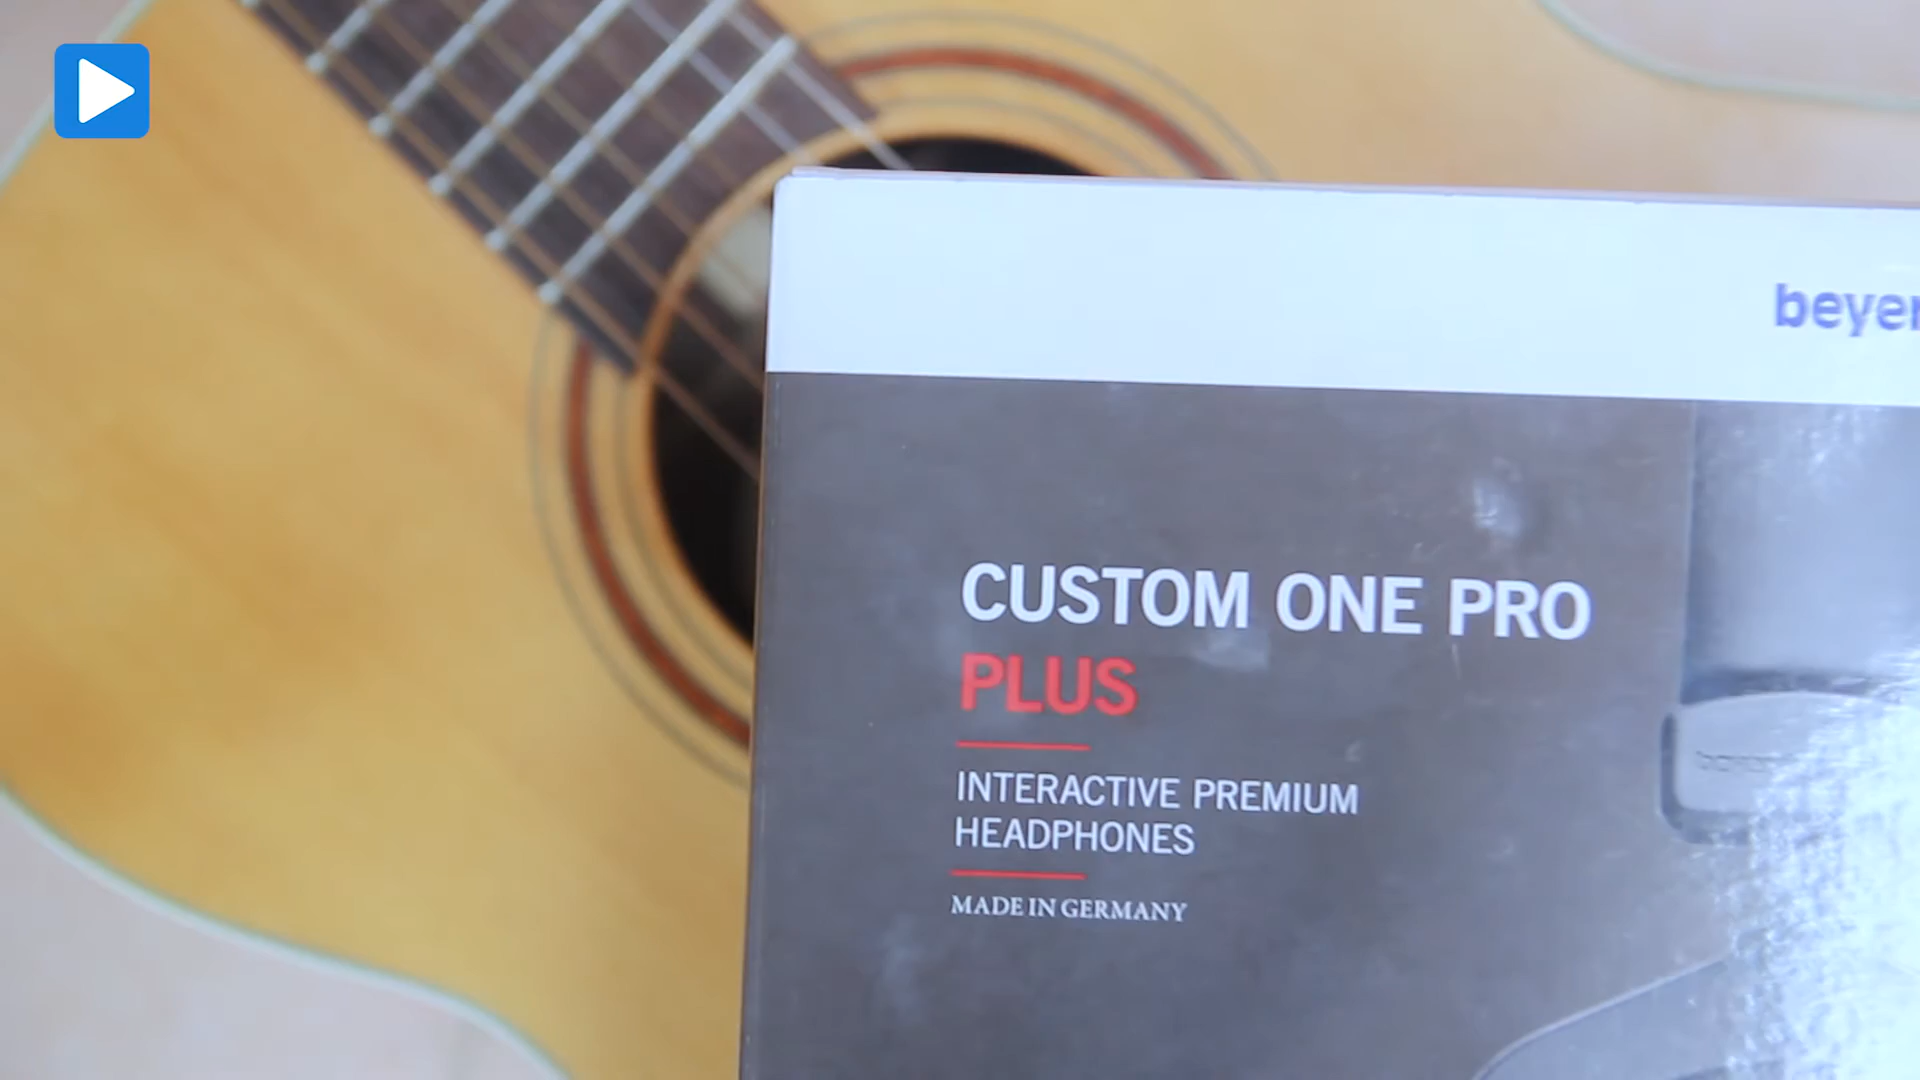 beyer
CUSTOM ONE PRO
PLUS
INTERACTIVE PREMIUM
HEADPHONES
MADE IN GERMANY